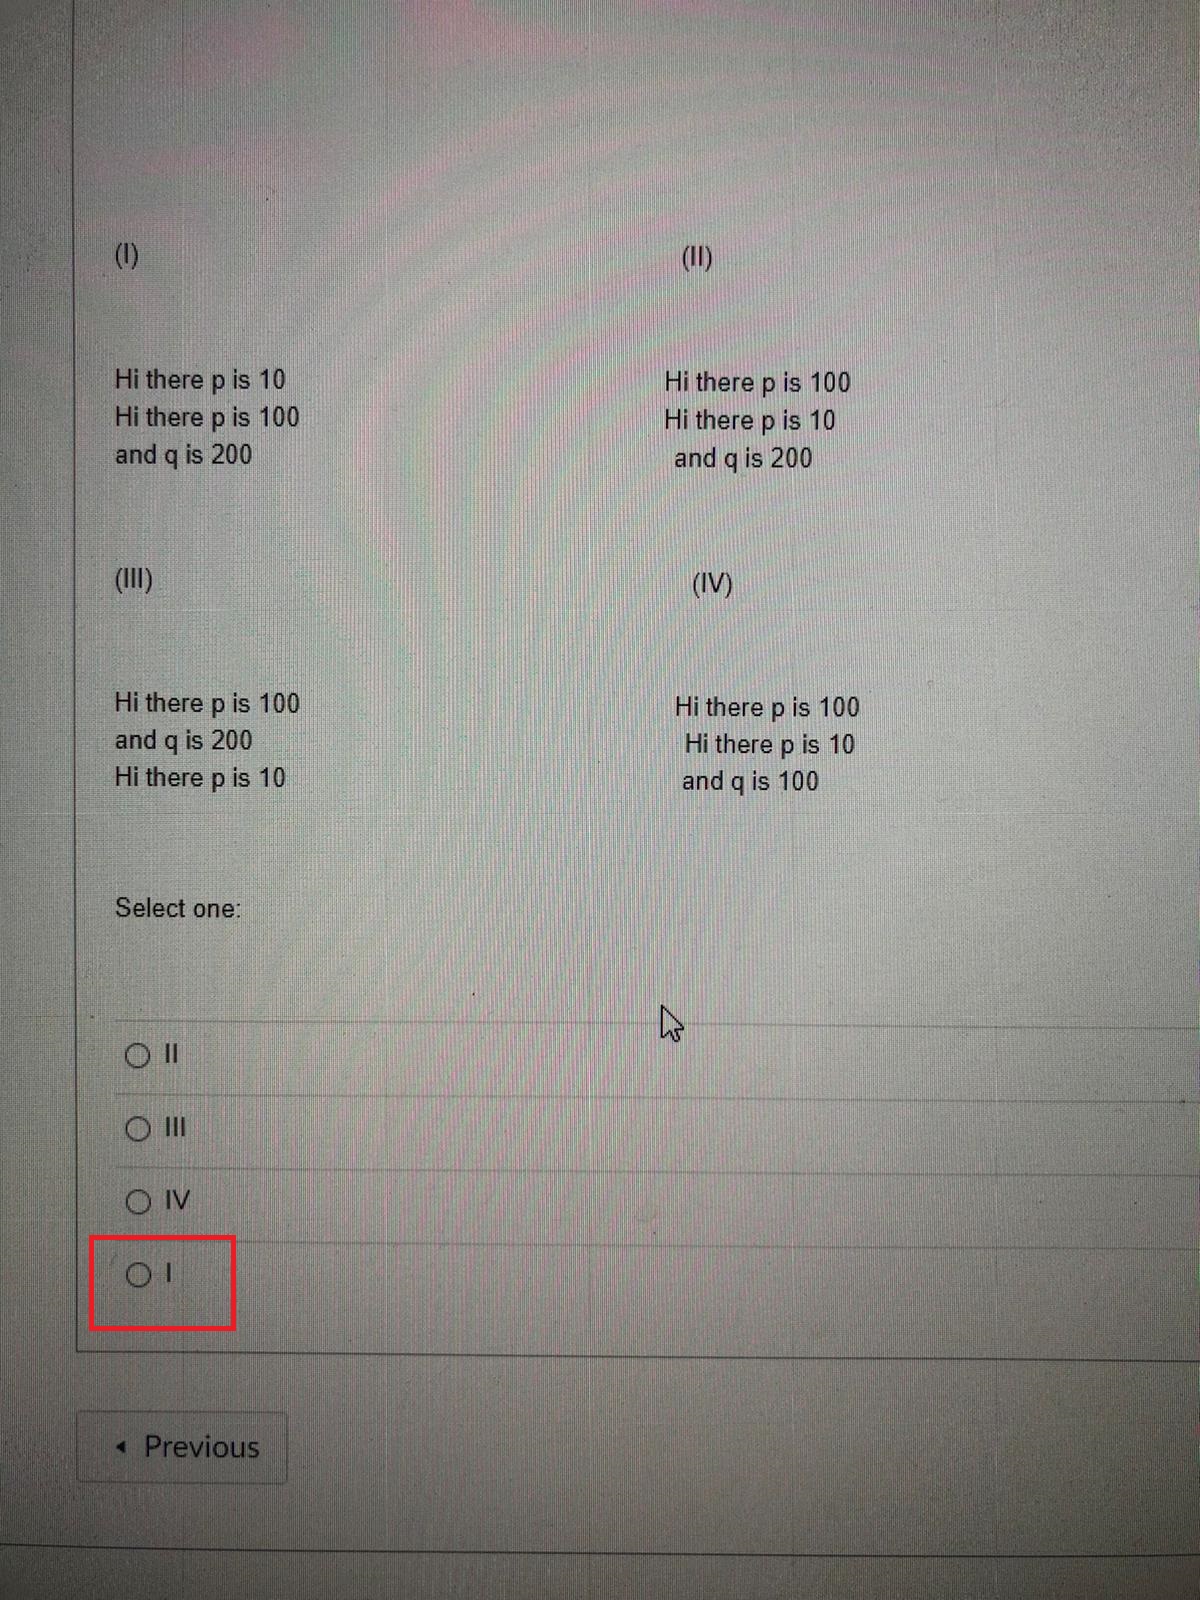 (I)
(II)
Hi there p is 10
Hi there p is 100
and q is 200
Hi there p is 100
Hi there p is 10
and q is 200
(III)
(IV)
Hi there p is 100
and q is 200
Hi there p is 10
Hi there p is 100
Hi there p is 10
and q is 100
Select one:
II
III
IV
I
Previous